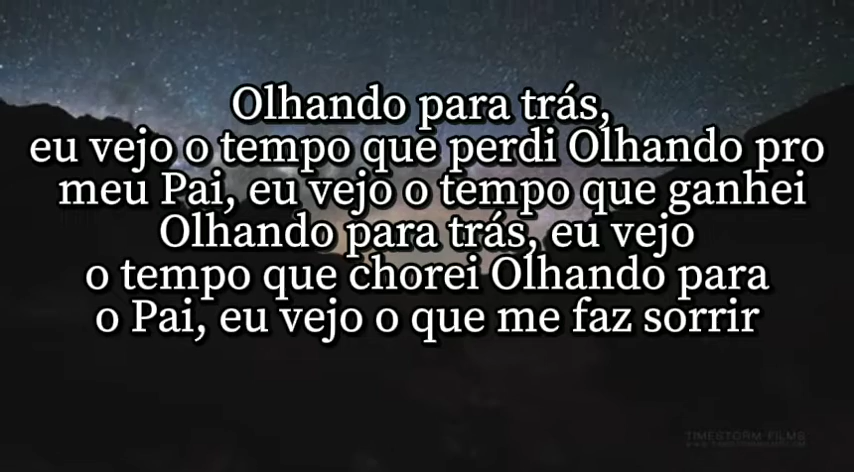 Olhando para trás,
eu vejo o tempo que perdi Olhando pro
meu Pai, eu vejo o tempo que ganhei
Olhando para trás, eu vejo
o tempo que chorei Olhando para
o Pai, eu vejo o que me faz sorrir
TIMESTORM FILMS